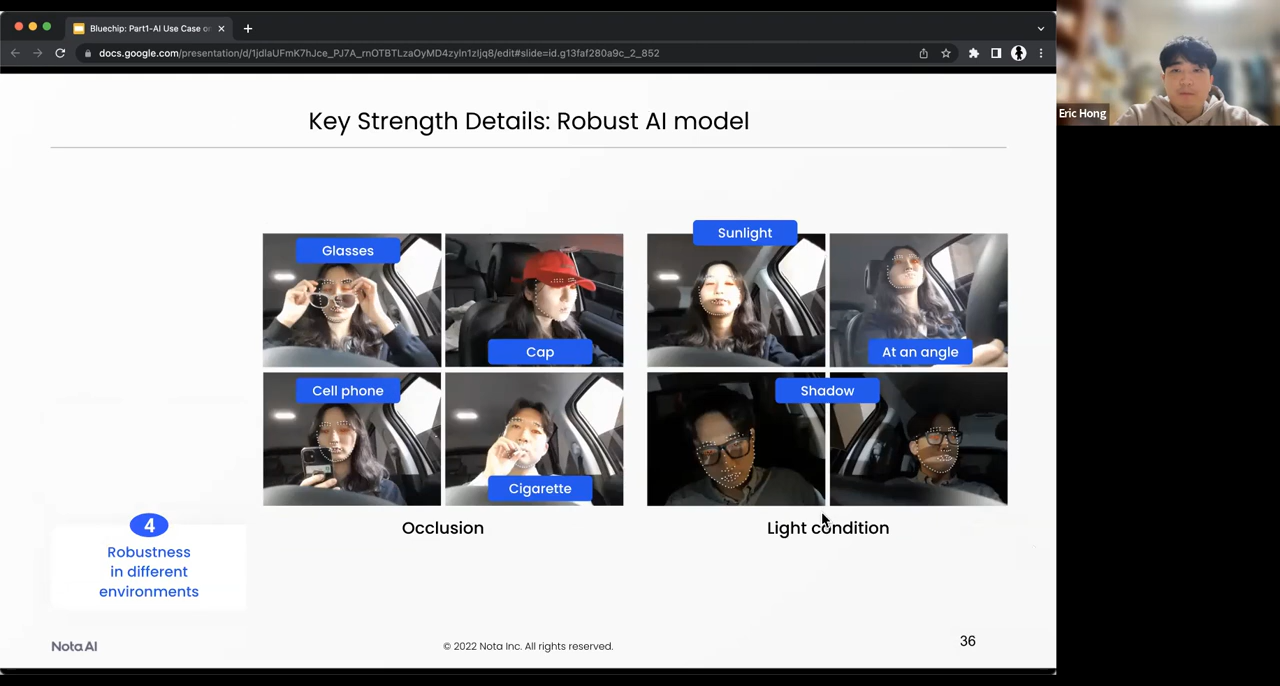 Bluechip: Part1-AI Use Case o
docs.google.com/presentation/d/1jdlaUFmK7hJce_PJ7A_rnOTBTLzaOyMD4zyIn1zIjq8/edit#slide=id.g13faf280a9c_2_852
Eric Hong
Key Strength Details: Robust AI model
Glasses
Cap
Cell phone
Cigarette
Occlusion
Sunlight
At an angle
Shadow
Light condition
4
Robustness
in different
environments
Nota AI
© 2022 Nota Inc. All rights reserved.
36